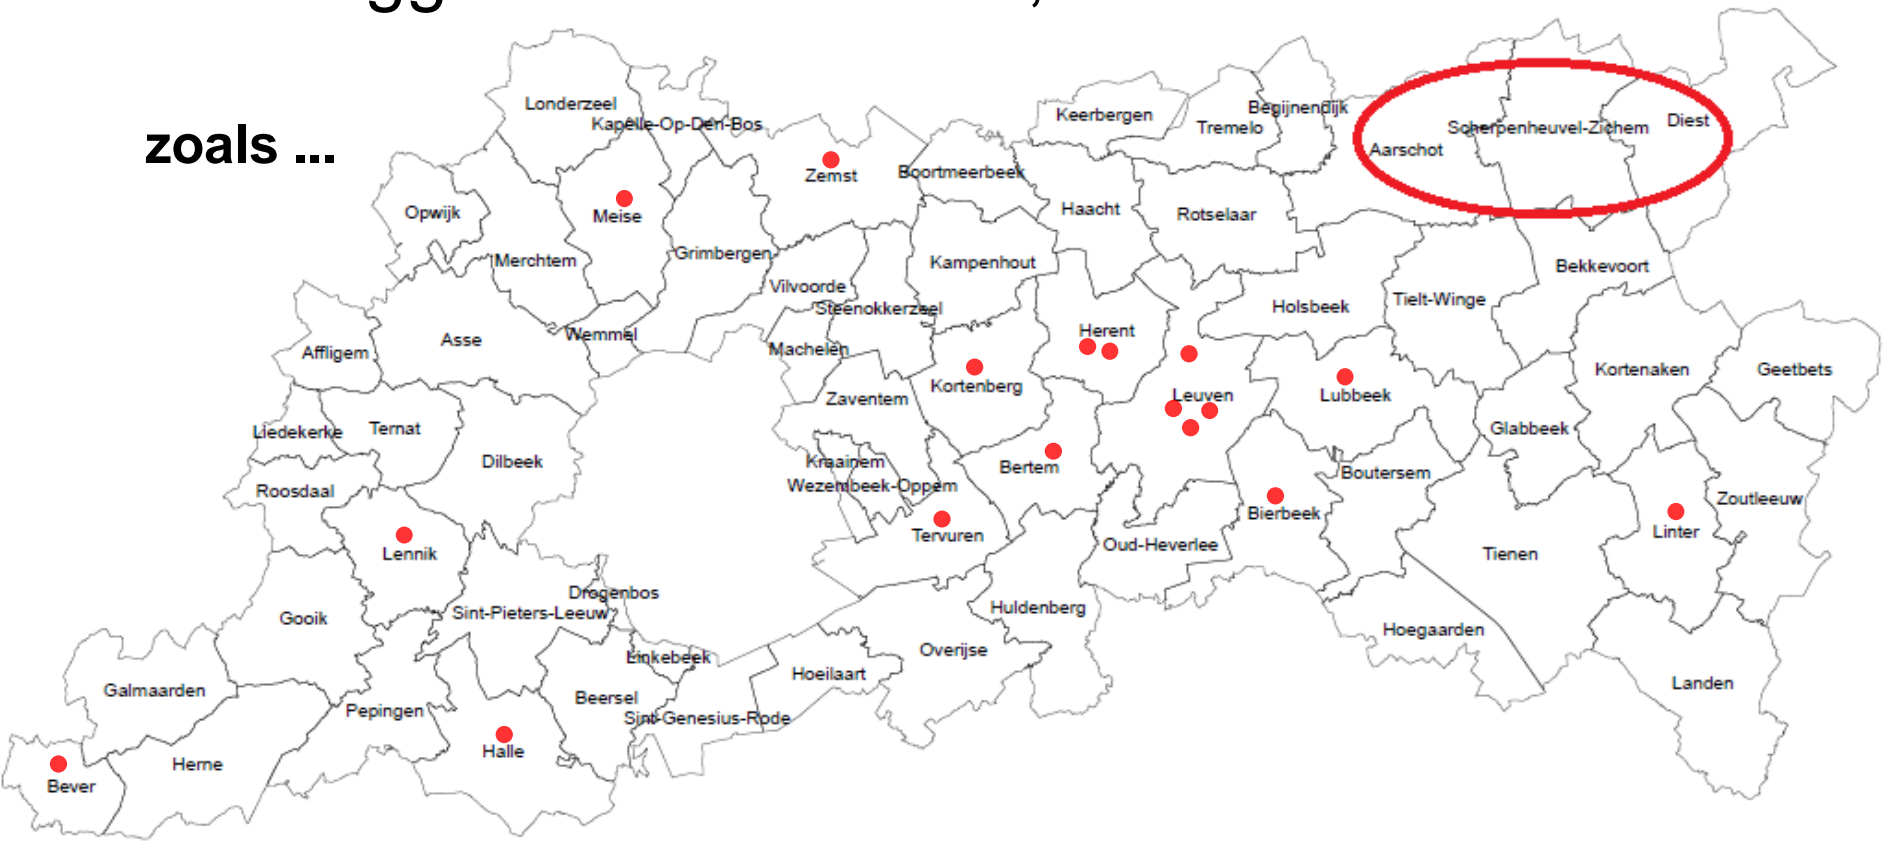 zoals ...
Londerzeel
Kapelle-Op-Den-Bos
Keerbergen
Begijnendijk
Tremelo
Scherpenheuvel-Zichem
Diest
Aarschot
Zemst
Boortmeerbeek
Opwijk
Meise
Haacht
Rotselaar
Merchtem
Grimbergen
Kampenhout
Bekkevoort
Vilvoorde
Steenokkerzeel
Holsbeek
Tielt-Winge
Affligem
Asse
Wemmel
Machelen
Herent
Kortenberg
Zaventem
Leuven
Lubbeek
Kortenaken
Geetbets
Liedekerke
Ternat
Dilbeek
Glabbeek
Kraainem
Wezembeek-Oppem
Bertem
Boutersem
Roosdaal
Zoutleeuw
Lennik
Tervuren
Oud-Heverlee
Bierbeek
Tienen
Linter
Gooik
Sint-Pieters-Leeuw
Drogenbos
Huldenberg
Hoegaarden
Galmaarden
Linkebeek
Overijse
Hoeilaart
Landen
Pepingen
Beersel
Sint-Genesius-Rode
Bever
Herne
Halle